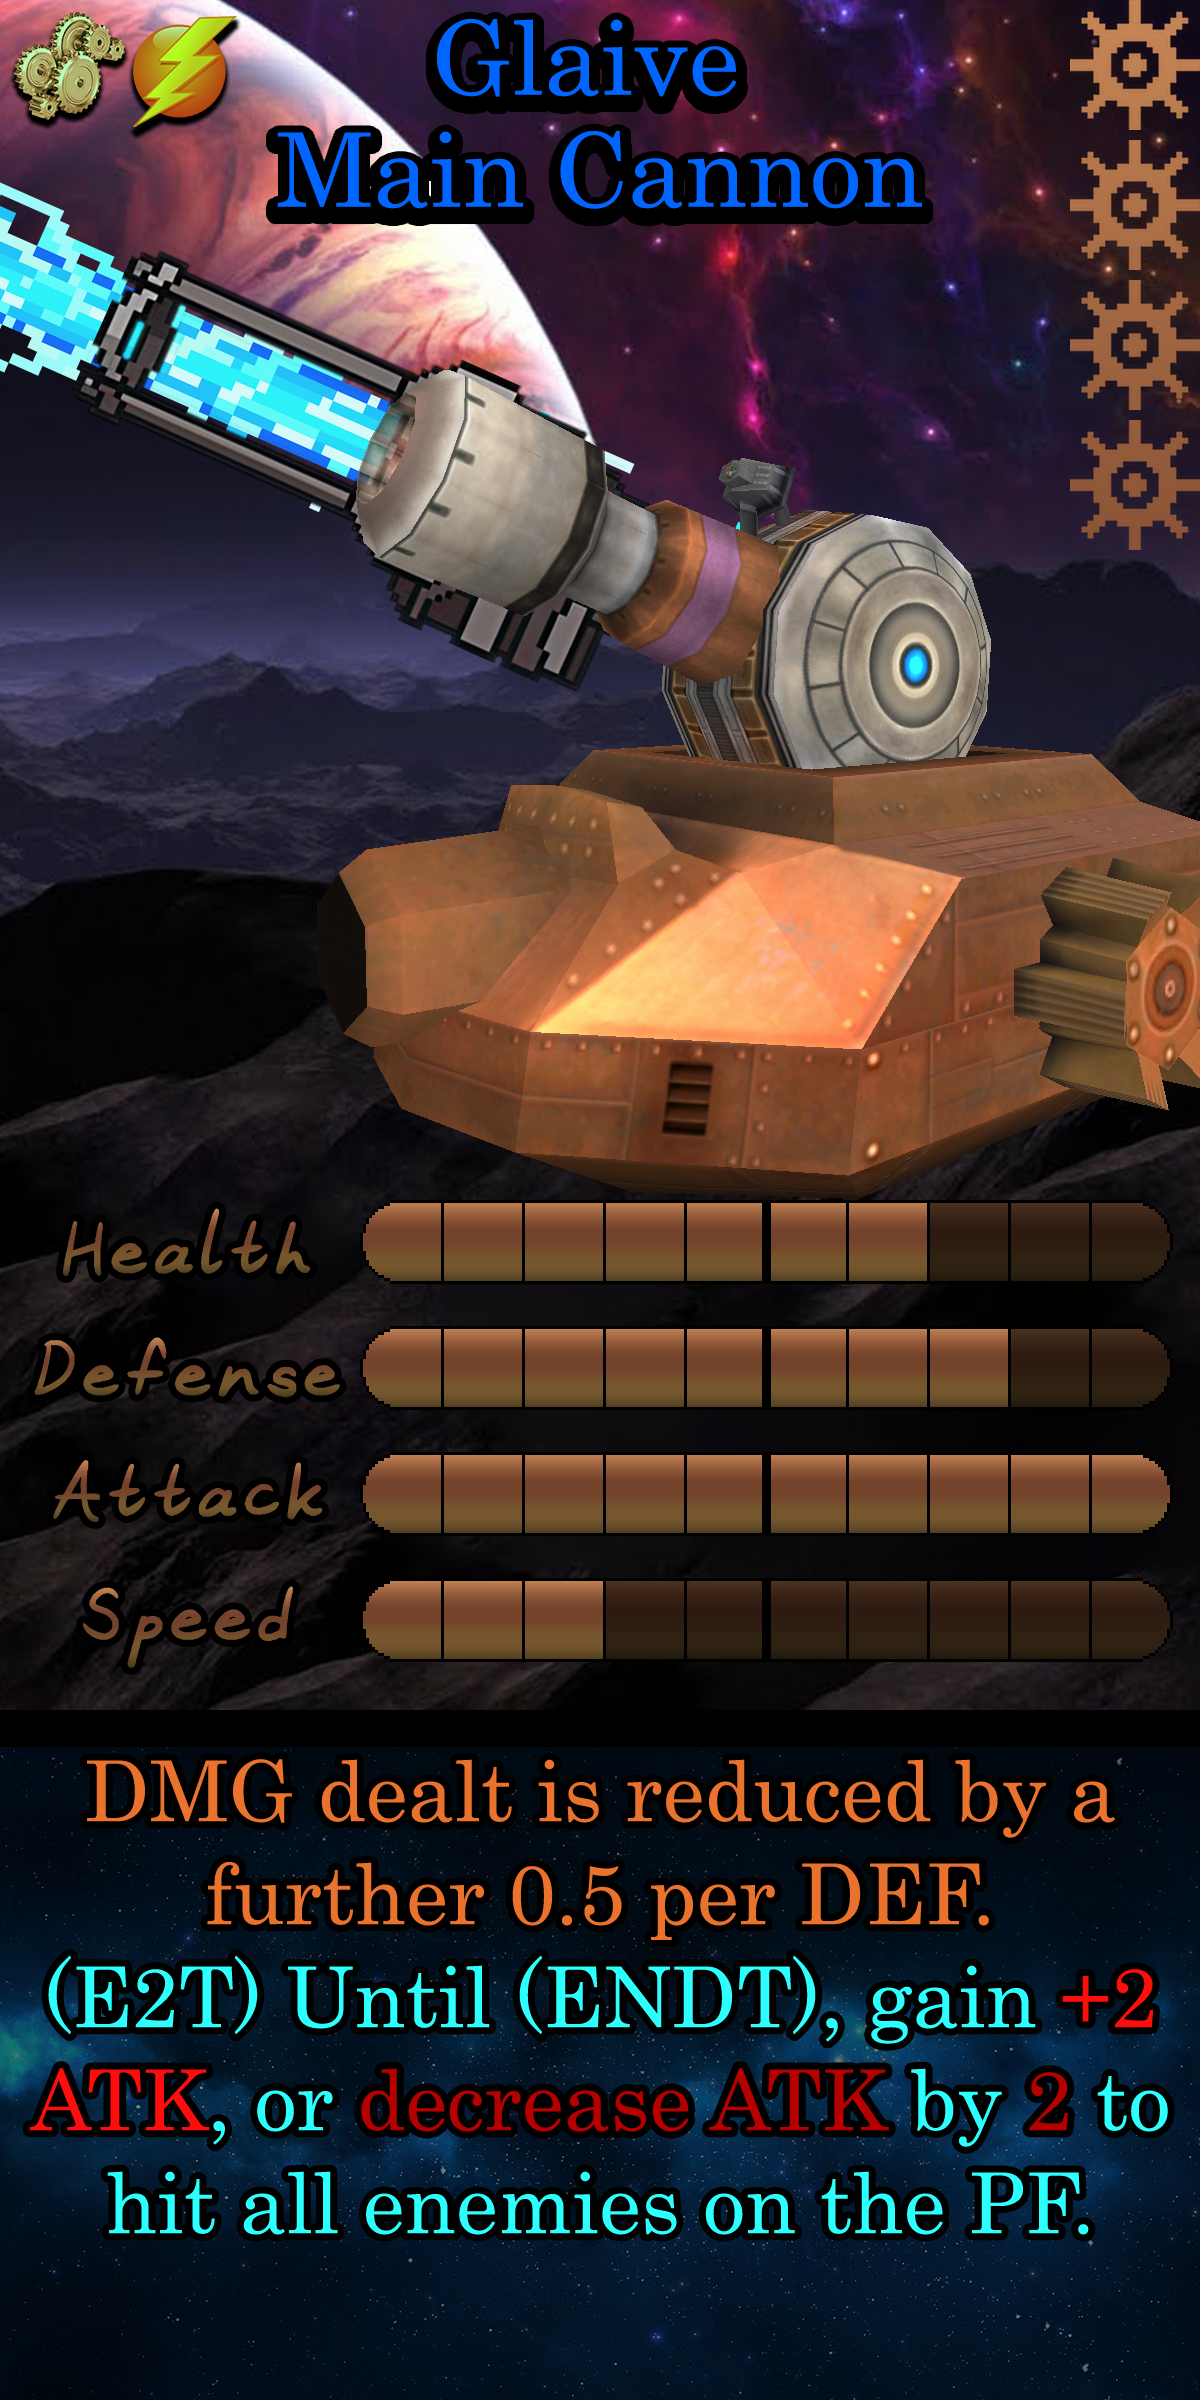 Glaive
Main Cannon
Health
Defense
Attack
Speed
DMG dealt is reduced by a
further 0.5 per DEF.
(E2T) Until (ENDT), gain +2
ATK, or decrease ATK by 2 to
hit all enemies on the PF.